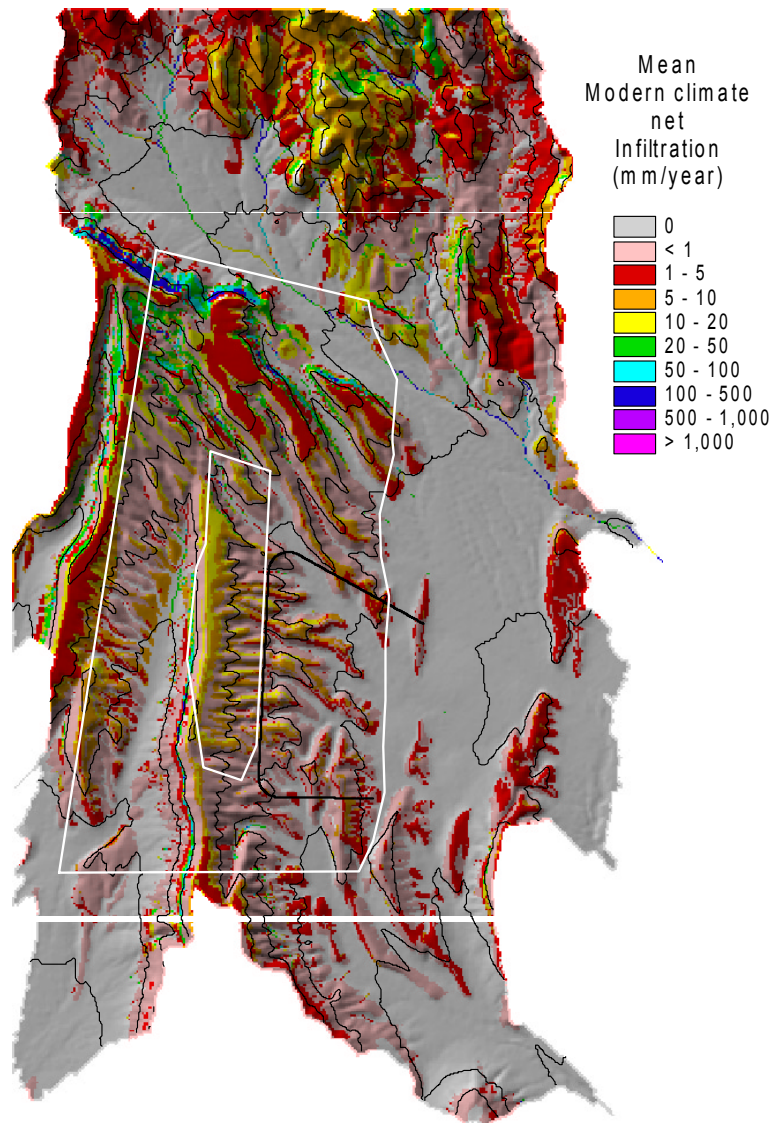 Mean
Modern climate
net
Infiltration
(mm/year)
0
< 1
1 - 5
5 - 10
10 - 20
20 - 50
50 - 100
100 - 500
500 - 1,000
> 1,000